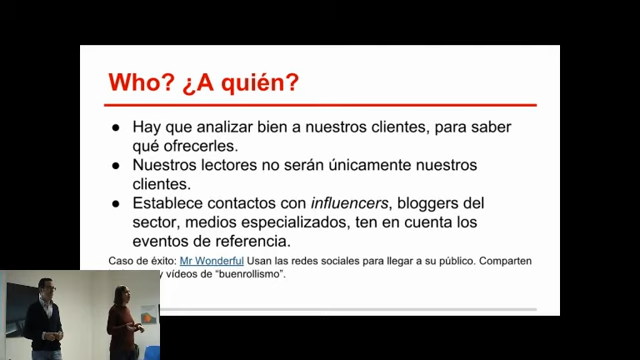 Who? ¿A quién?
● Hay que analizar bien a nuestros clientes, para saber
qué ofrecerles.
● Nuestros lectores no serán únicamente nuestros
clientes.
● Establece contactos con influencers, bloggers del
sector, medios especializados, ten en cuenta los
eventos de referencia.
Caso de éxito: Mr Wonderful Usan las redes sociales para llegar a su público. Comparten
y vídeos de “buenrollismo”.